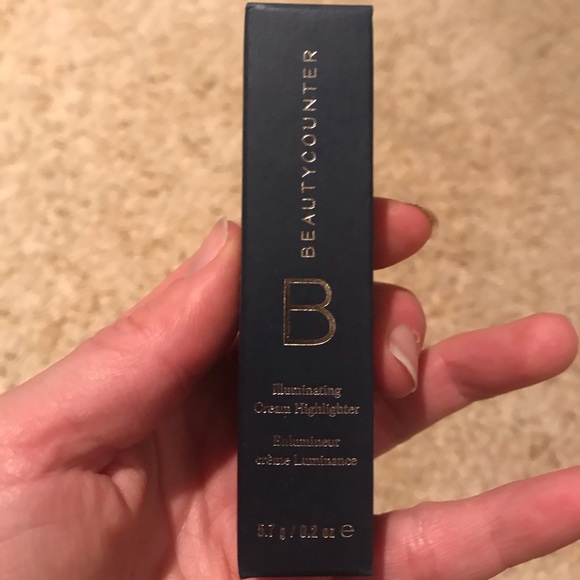 BEAUTYCOUNTER
B
Illuminating
Cream Highlighter
Enlumineur
crème Luminance
5.7 g / 0.2 oz ℮